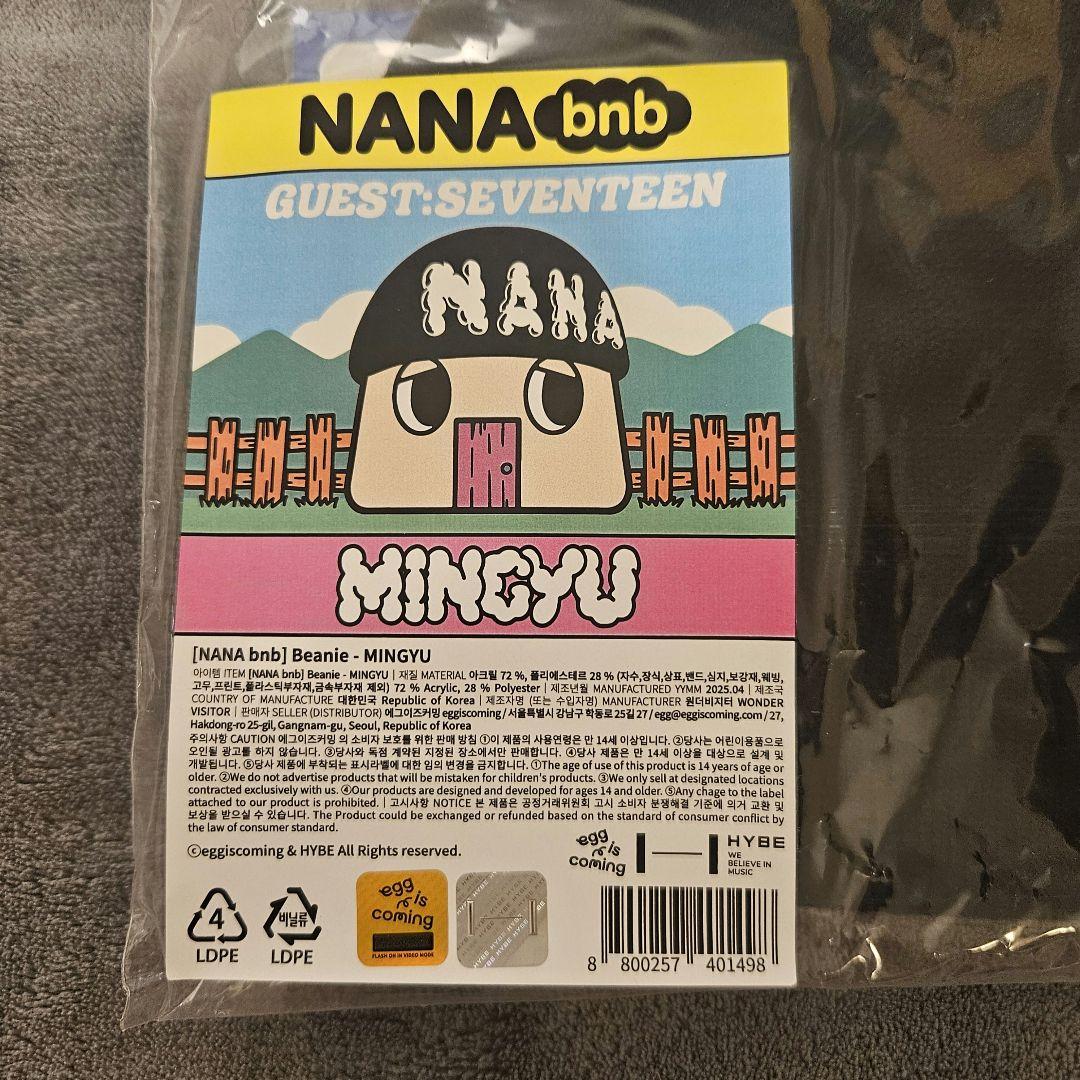 NANA bnb
GUEST:SEVENTEEN
NANA
MINGYU
[NANA bnb] Beanie - MINGYU
아이템 ITEM [NANA bnb] Beanie - MINGYU | 재질 MATERIAL 아크릴 72 %, 폴리에스테르 28 % (자수,장식,상표,밴드,심지,보강재,웨빙,
고무,프린트,플라스틱부자재,금속부자재 제외) 72 % Acrylic, 28 % Polyester | 제조년월 MANUFACTURED YYMM 2025.04 | 제조국
COUNTRY OF MANUFACTURE 대한민국 Republic of Korea | 제조자명 (또는 수입자명) MANUFACTURER 원더비지터 WONDER
VISITOR | 판매자 SELLER (DISTRIBUTOR) 에그이즈커밍 eggiscoming / 서울특별시 강남구 학동로 25길 27 / egg@eggiscoming.com / 27,
Hakdong-ro 25-gil, Gangnam-gu, Seoul, Republic of Korea
주의사항 CAUTION 에그이즈커밍의 소비자 보호를 위한 판매 방침 ①이 제품의 사용연령은 만 14세 이상입니다. ②당사는 어린이용품으로
오인될 광고를 하지 않습니다. ③당사와 독점 계약된 지정된 장소에서만 판매합니다. ④당사 제품은 만 14세 이상을 대상으로 설계 및
개발됩니다. ⑤당사 제품에 부착되는 표시라벨에 대한 임의 변경을 금지합니다. ①The age of use of this product is 14 years of age or
older. ②We do not advertise products that will be mistaken for children's products. ③We only sell at designated locations
contracted exclusively with us. ④Our products are designed and developed for ages 14 and older. ⑤Any chage to the label
attached to our product is prohibited. | 고시사항 NOTICE 본 제품은 공정거래위원회 고시 소비자 분쟁해결 기준에 의거 교환 및
보상을 받으실 수 있습니다. The Product could be exchanged or refunded based on the standard of consumer conflict by
the law of consumer standard.
ⓒeggiscoming & HYBE All Rights reserved.
egg is coming
HYBE
WE
BELIEVE IN
MUSIC
4
LDPE
비닐류
LDPE
egg is coming
FLASH ON IN VIDEO MODE
HYBE HYBE HYBE
8 800257 401498